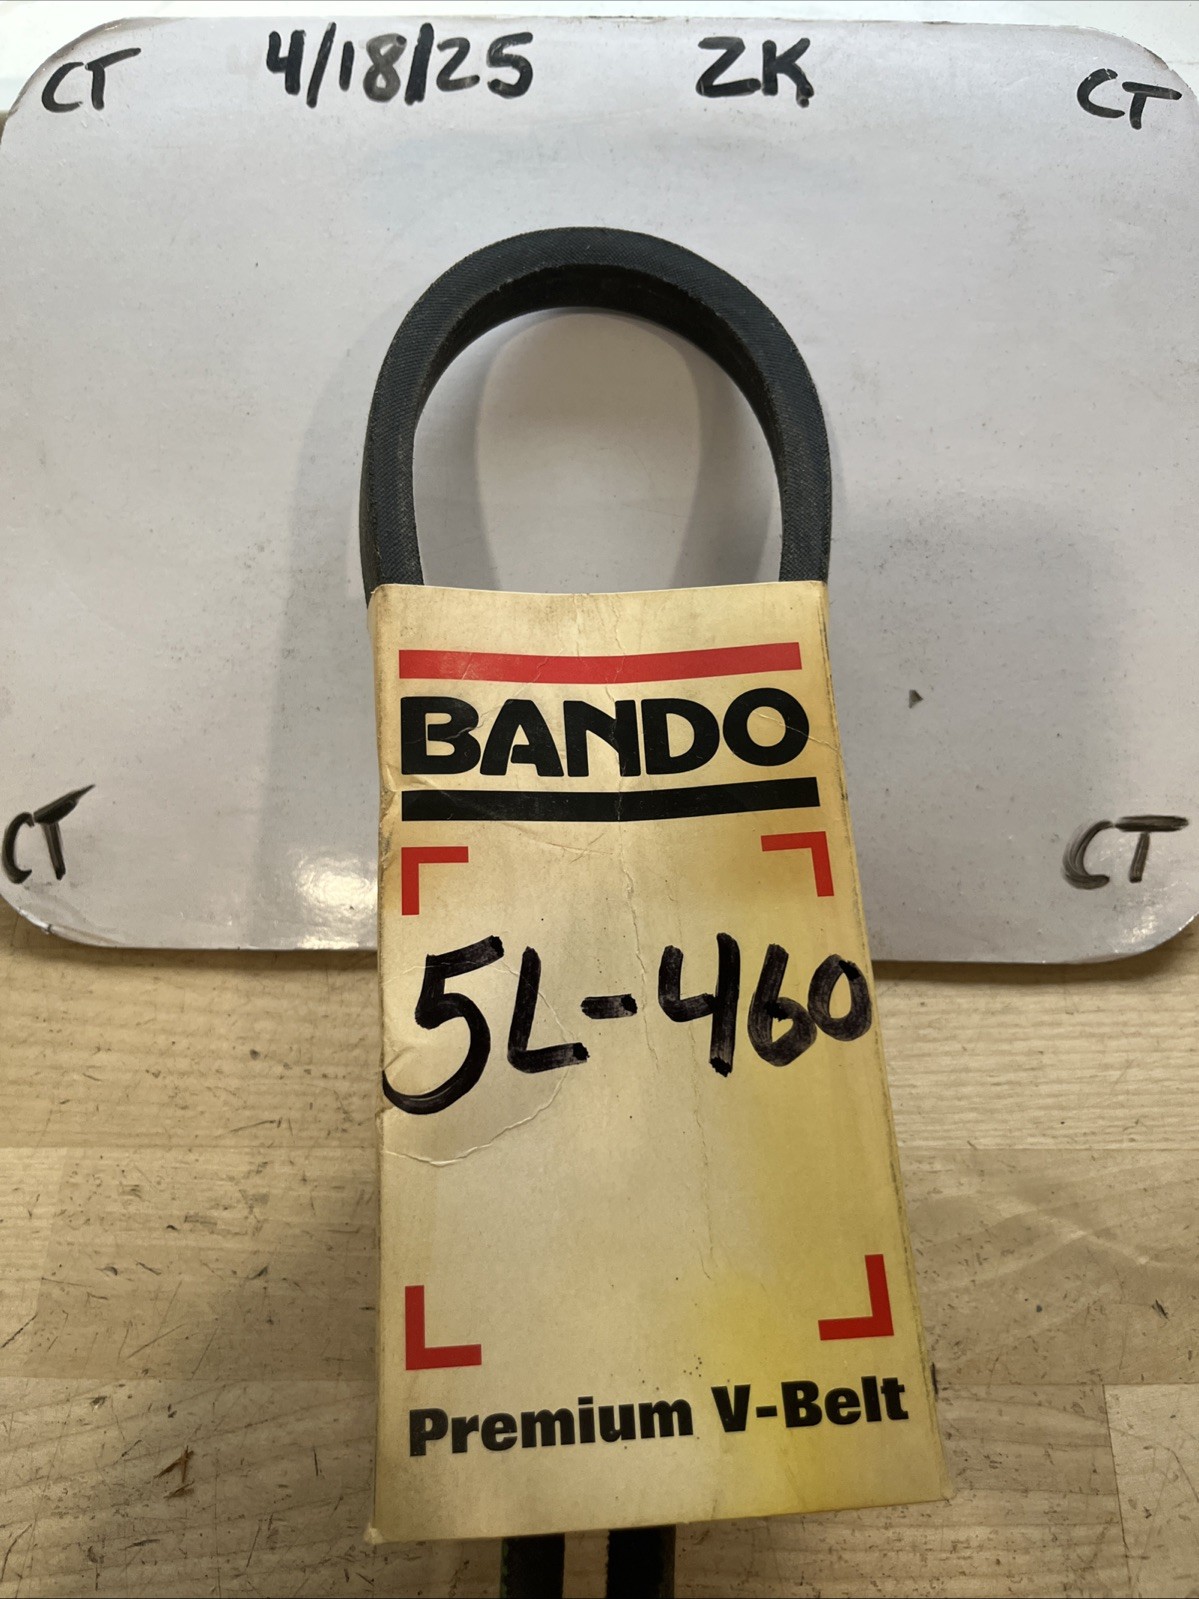 CT 4/18/25 ZK CT
BANDO
CT CT
5L-460
Premium V-Belt